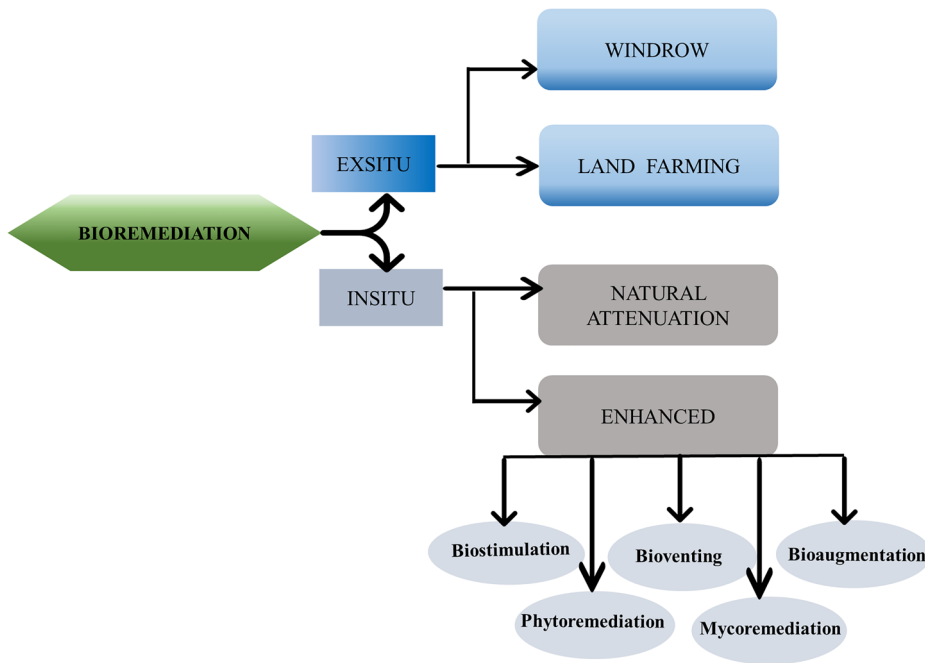 WINDROW
EXSITU
LAND FARMING
BIOREMEDIATION
INSITU
NATURAL
ATTENUATION
ENHANCED
Biostimulation
Bioventing
Bioaugmentation
Phytoremediation
Mycoremediation